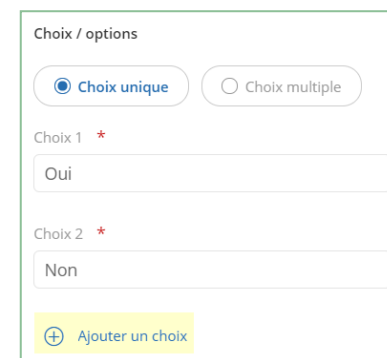 Choix / options
Choix unique Choix multiple
Choix 1 *
Oui
Choix 2 *
Non
Ajouter un choix